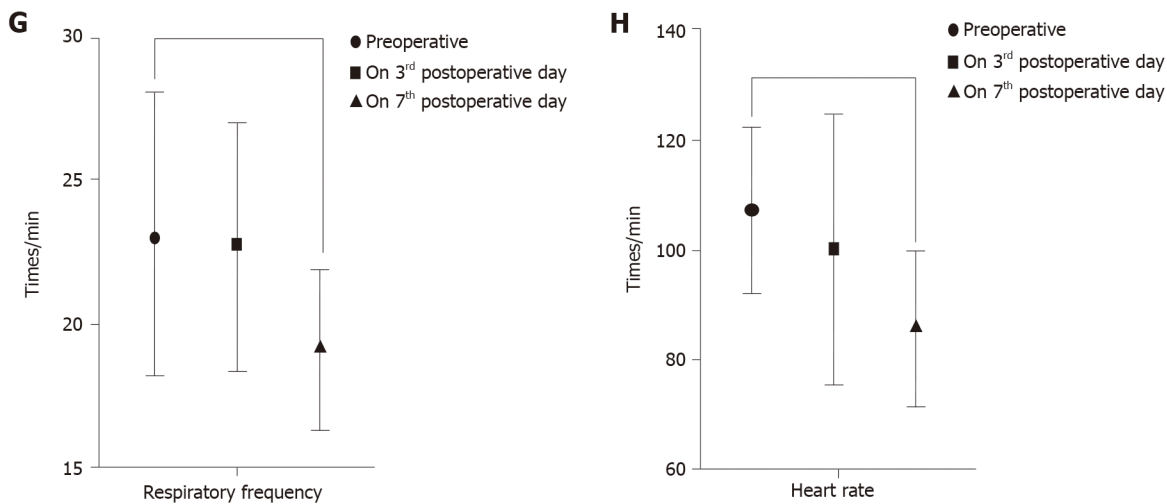 G
30
25
20
15
Times/min
Respiratory frequency
Preoperative
On 3rd postoperative day
On 7th postoperative day
H
140
120
100
80
60
Times/min
Heart rate
Preoperative
On 3rd postoperative day
On 7th postoperative day